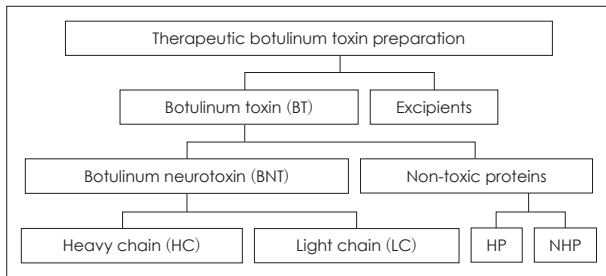 Therapeutic botulinum toxin preparation
Botulinum toxin (BT)
Excipients
Botulinum neurotoxin (BNT)
Non-toxic proteins
Heavy chain (HC)
Light chain (LC)
HP
NHP